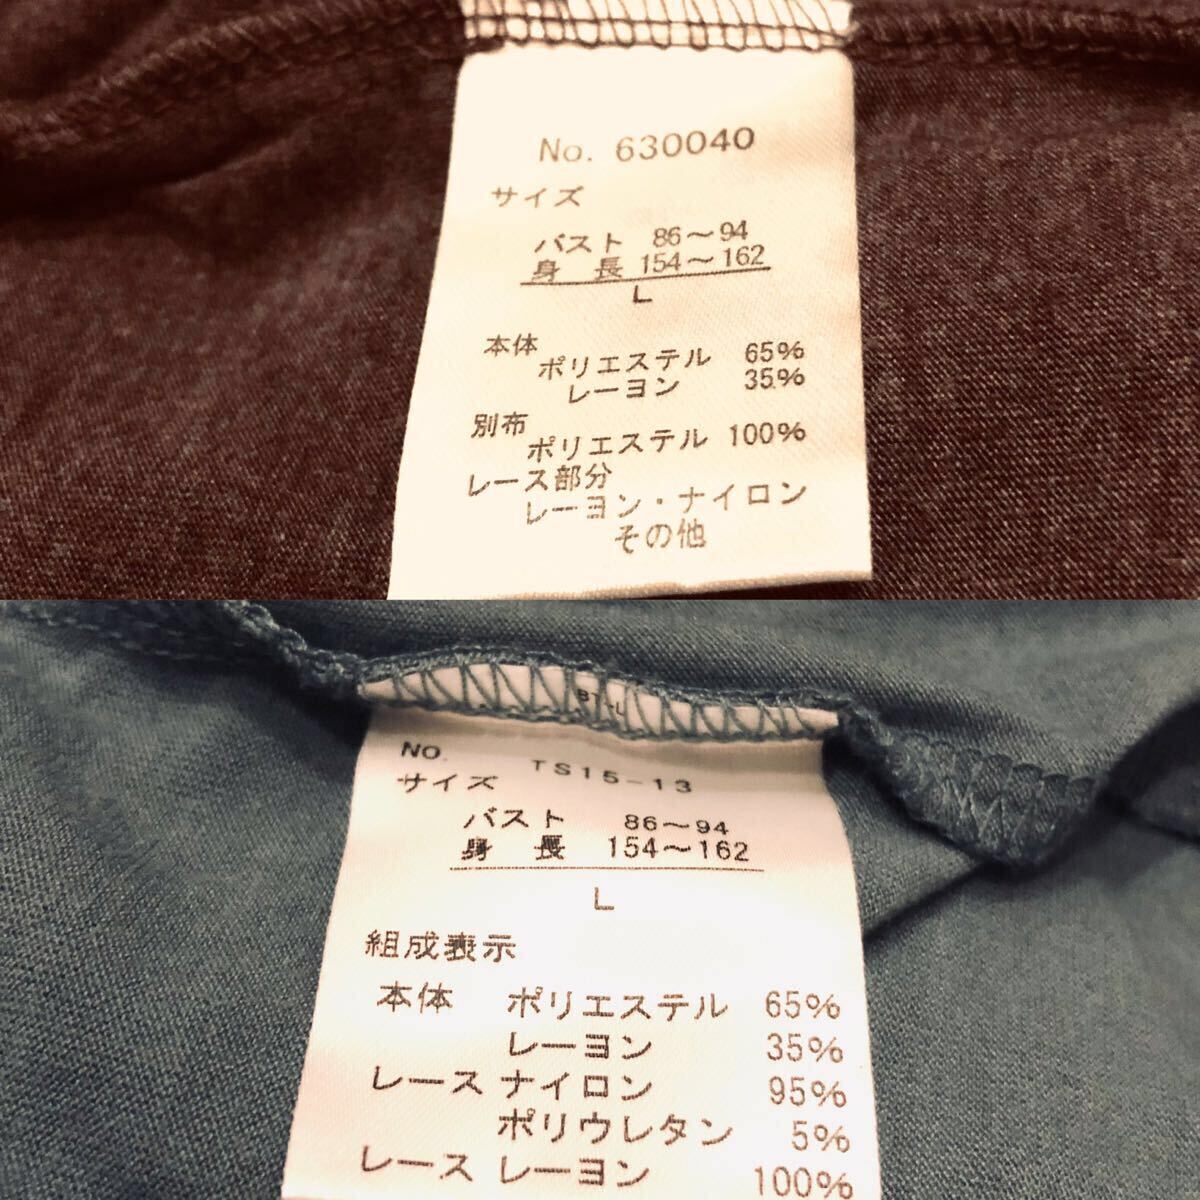 No. 630040
サイズ
バスト 86～94
身長 154～162
L
本体
ポリエステル 65%
レーヨン 35%
別布
ポリエステル 100%
レース部分
レーヨン・ナイロン
その他
BT-L
No. TS15-13
サイズ
バスト 86～94
身長 154～162
L
組成表示
本体 ポリエステル 65%
レーヨン 35%
レース ナイロン 95%
ポリウレタン 5%
レース レーヨン 100%